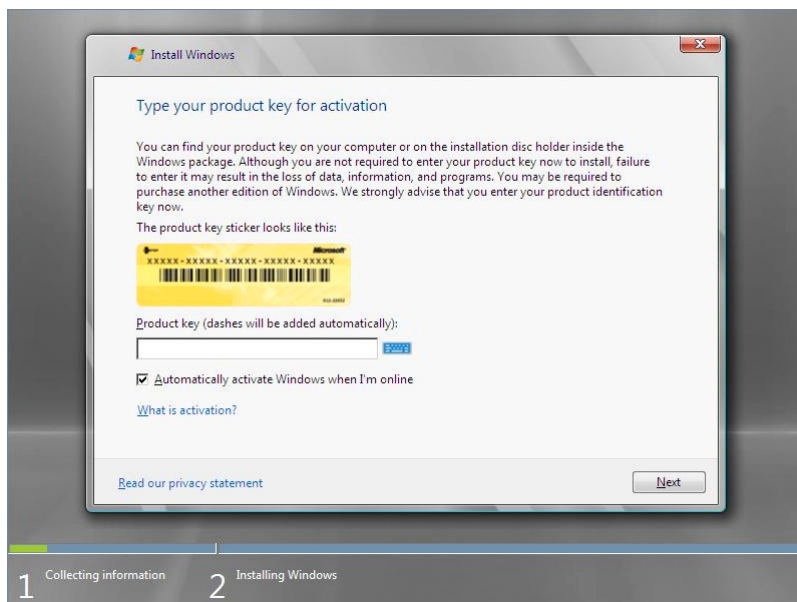 Install Windows
Type your product key for activation
You can find your product key on your computer or on the installation disc holder inside the
Windows package. Although you are not required to enter your product key now to install, failure
to enter it may result in the loss of data, information, and programs. You may be required to
purchase another edition of Windows. We strongly advise that you enter your product identification
key now.
The product key sticker looks like this:
Microsoft
XXXXX-XXXXX-XXXXX-XXXXX-XXXXX
Product key (dashes will be added automatically):
Automatically activate Windows when I'm online
What is activation?
Read our privacy statement
Next
1 Collecting information
2 Installing Windows